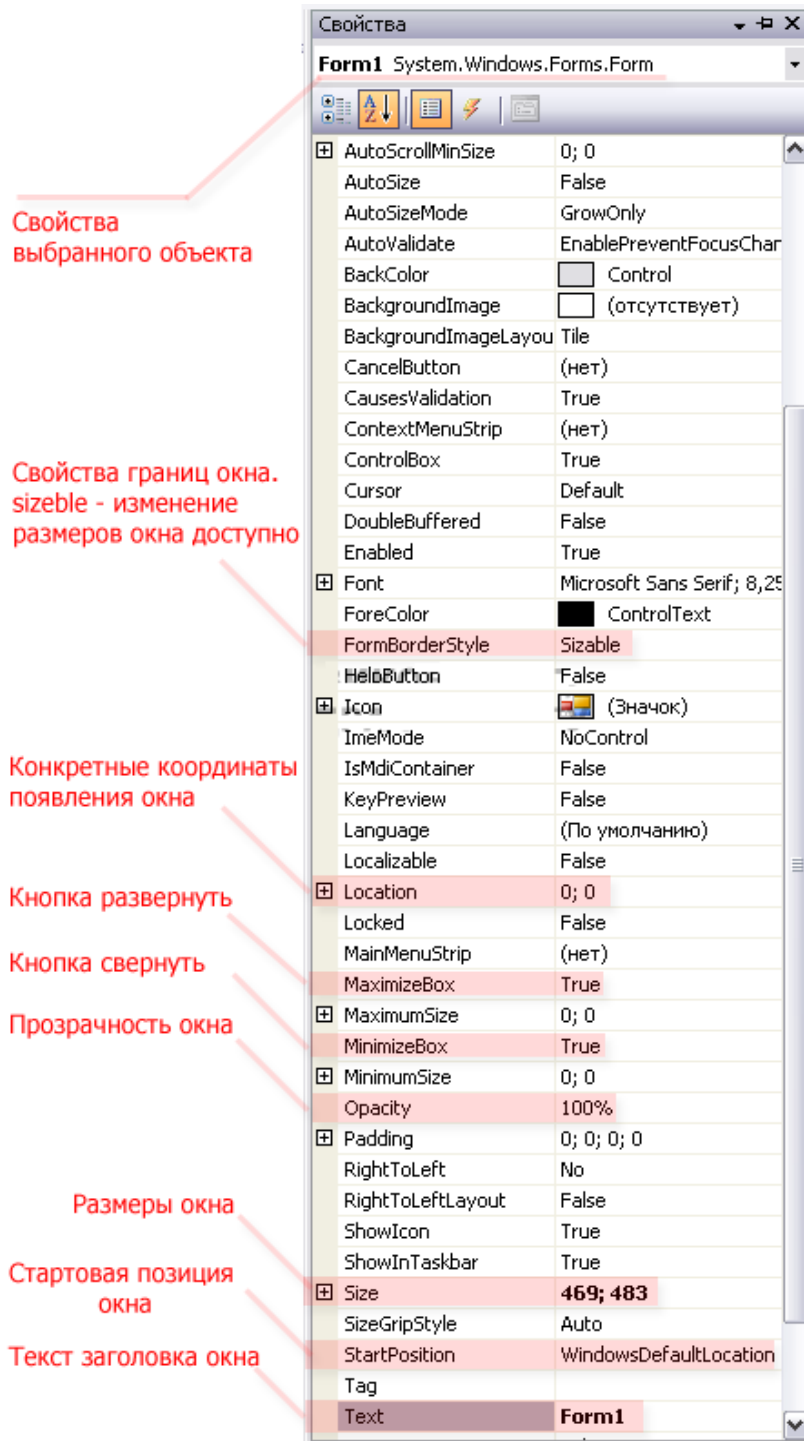 Свойства
Form1 System.Windows.Forms.Form
AutoScrollMinSize 0; 0
AutoSize False
AutoSizeMode GrowOnly
AutoValidate EnablePreventFocusChan
BackColor Control
BackgroundImage (отсутствует)
BackgroundImageLayou Tile
CancelButton (нет)
CausesValidation True
ContextMenuStrip (нет)
ControlBox True
Cursor Default
DoubleBuffered False
Enabled True
Font Microsoft Sans Serif; 8,25
ForeColor ControlText
FormBorderStyle Sizable
HelpButton False
Icon (Значок)
ImeMode NoControl
IsMdiContainer False
KeyPreview False
Language (По умолчанию)
Localizable False
Location 0; 0
Locked False
MainMenuStrip (нет)
MaximizeBox True
MaximumSize 0; 0
MinimizeBox True
MinimumSize 0; 0
Opacity 100%
Padding 0; 0; 0; 0
RightToLeft No
RightToLeftLayout False
ShowIcon True
ShowInTaskbar True
Size 469; 483
SizeGripStyle Auto
StartPosition WindowsDefaultLocation
Tag
Text Form1
Свойства
выбранного объекта
Свойства границ окна.
sizeble - изменение
размеров окна доступно
Конкретные координаты
появления окна
Кнопка развернуть
Кнопка свернуть
Прозрачность окна
Размеры окна
Стартовая позиция
окна
Текст заголовка окна